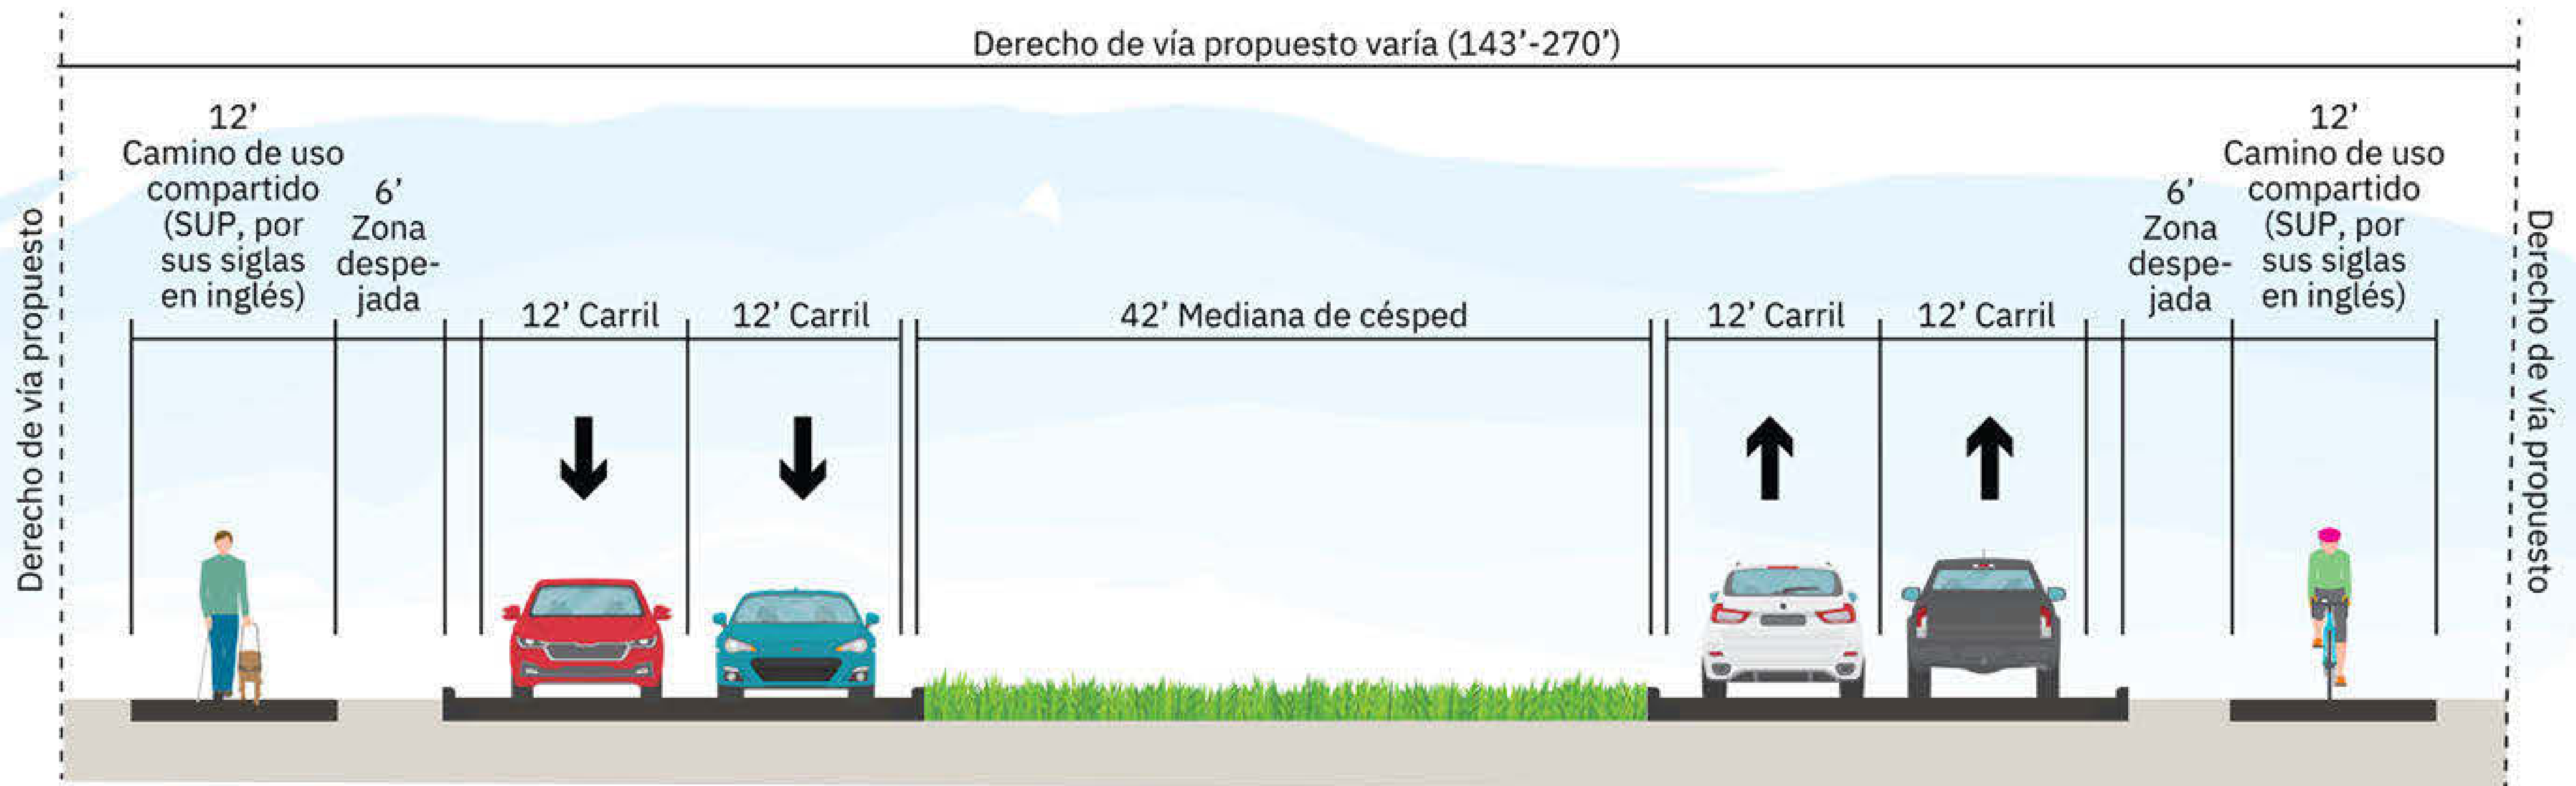 Derecho de vía propuesto varía (143’-270’)
Derecho de vía propuesto
12’
Camino de uso
compartido
(SUP, por
sus siglas
en inglés)
6’
Zona
despe-
jada
12’ Carril
12’ Carril
42’ Mediana de césped
12’ Carril
12’ Carril
6’
Zona
despe-
jada
12’
Camino de uso
compartido
(SUP, por
sus siglas
en inglés)
Derecho de vía propuesto